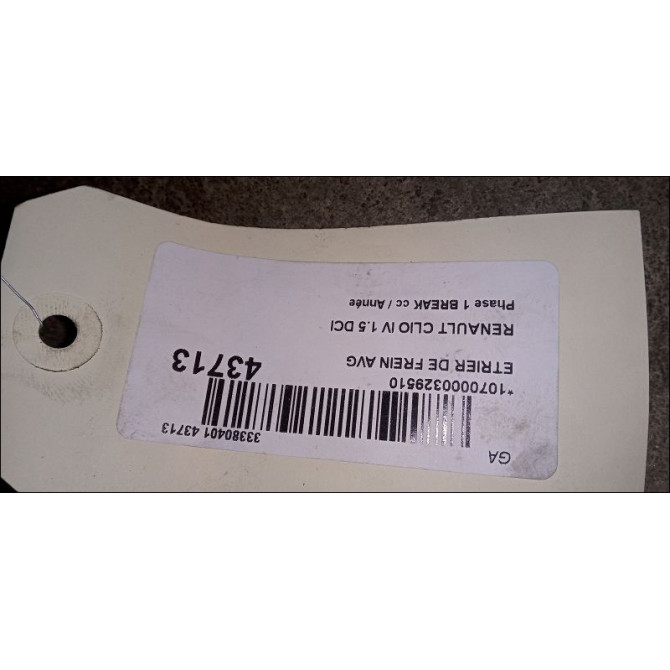 GA
33380401 43713
*1070000329510
43713
ETRIER DE FREIN AVG
RENAULT CLIO IV 1.5 DCI
Phase 1 BREAK cc / Année